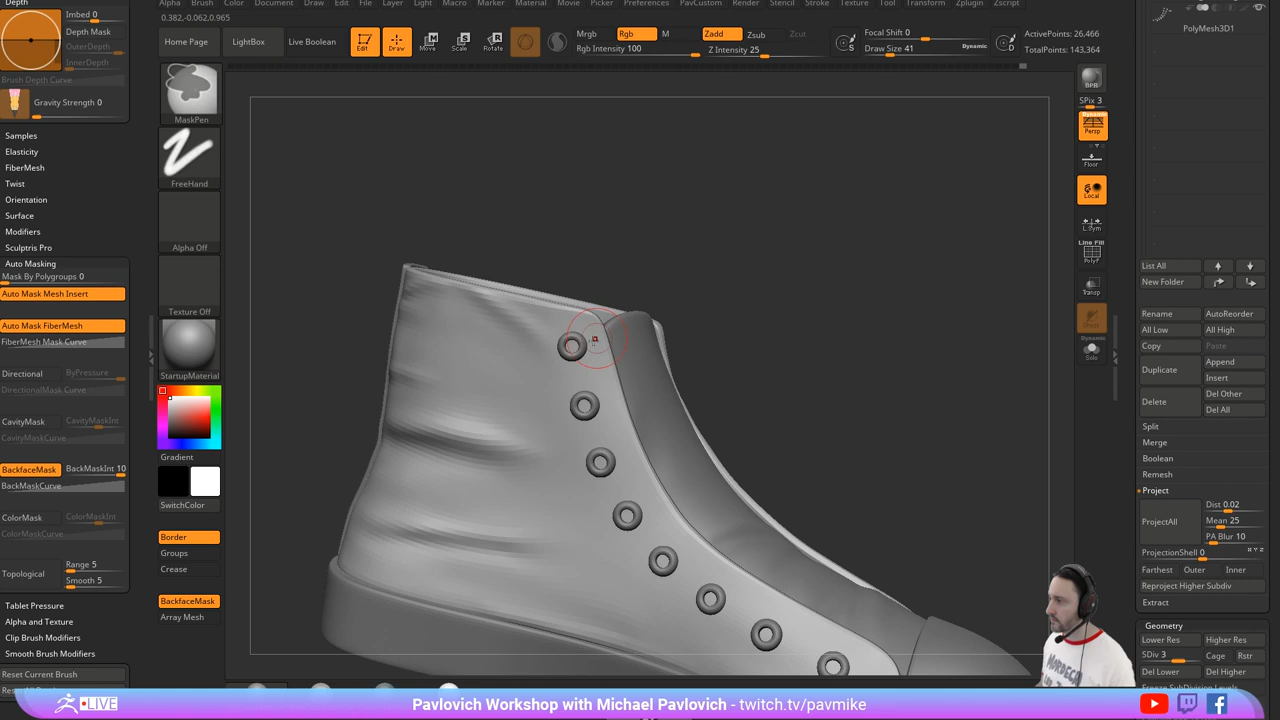 Depth
Alpha Brush Color Document Draw Edit File Layer Light Macro Marker Material Movie Picker Preferences PavCustom Render Stencil Stroke Texture Tool Transform Zplugin Zscript
0.382,-0.062,0.965
Imbed 0
Depth Mask
OuterDepth
InnerDepth
Brush Depth Curve
Gravity Strength 0
Samples
Elasticity
FiberMesh
Twist
Orientation
Surface
Modifiers
Sculptris Pro
Auto Masking
Mask By Polygroups 0
Auto Mask Mesh Insert
Auto Mask FiberMesh
FiberMesh Mask Curve
Directional ByPressure
DirectionalMask Curve
CavityMask CavityMaskInt
CavityMaskCurve
BackfaceMask BackMaskInt 10
BackMaskCurve
ColorMask ColorMaskInt
ColorMaskCurve
Topological Range 5
Smooth 5
Tablet Pressure
Alpha and Texture
Clip Brush Modifiers
Smooth Brush Modifiers
Reset Current Brush
Home Page LightBox Live Boolean
Edit Draw Move Scale Rotate
Mrgb Rgb M
Rgb Intensity 100
Zadd Zsub Zcut
Z Intensity 25
S
Focal Shift 0
Draw Size 41 Dynamic
D
ActivePoints: 26,466
TotalPoints: 143,364
MaskPen
FreeHand
Alpha Off
Texture Off
StartupMaterial
Gradient
SwitchColor
Border
Groups
Crease
BackfaceMask
Array Mesh
BPR
SPix 3
Dynamic
Persp
Floor
Local
L.Sym
Line Fill
PolyF
Transp
Ghost
Dynamic
Solo
PolyMesh3D1
List All
New Folder
Rename AutoReorder
All Low All High
Copy Paste
Duplicate Append
Insert
Delete Del Other
Del All
Split
Merge
Boolean
Remesh
Project
ProjectAll Dist 0.02
Mean 25
PA Blur 10
ProjectionShell 0
Farthest Outer Inner
Reproject Higher Subdiv
Extract
Geometry
Lower Res Higher Res
SDiv 3 Cage Rstr
Del Lower Del Higher
Freeze SubDivision Levels
LIVE
Pavlovich Workshop with Michael Pavlovich - twitch.tv/pavmike